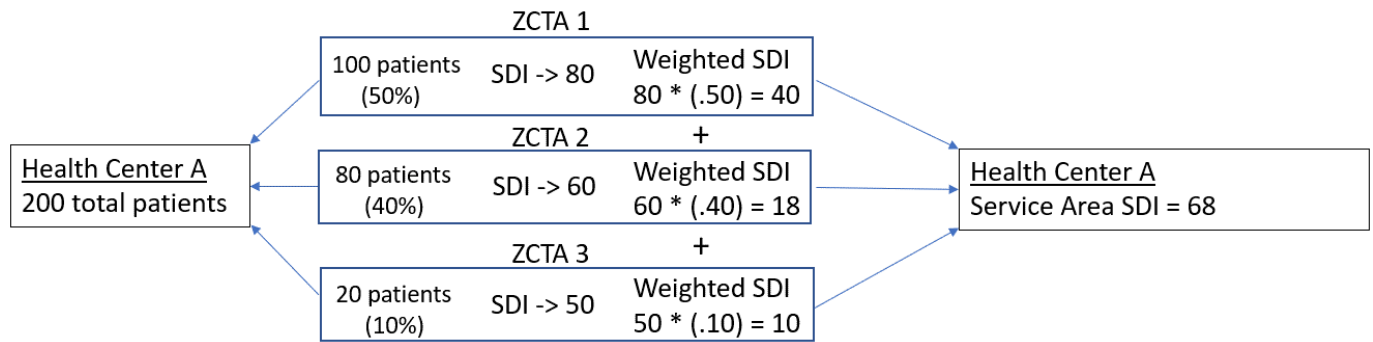 ZCTA 1
100 patients
(50%)
SDI -> 80
Weighted SDI
80 * (.50) = 40
+
ZCTA 2
80 patients
(40%)
SDI -> 60
Weighted SDI
60 * (.40) = 18
+
ZCTA 3
20 patients
(10%)
SDI -> 50
Weighted SDI
50 * (.10) = 10
Health Center A
200 total patients
Health Center A
Service Area SDI = 68